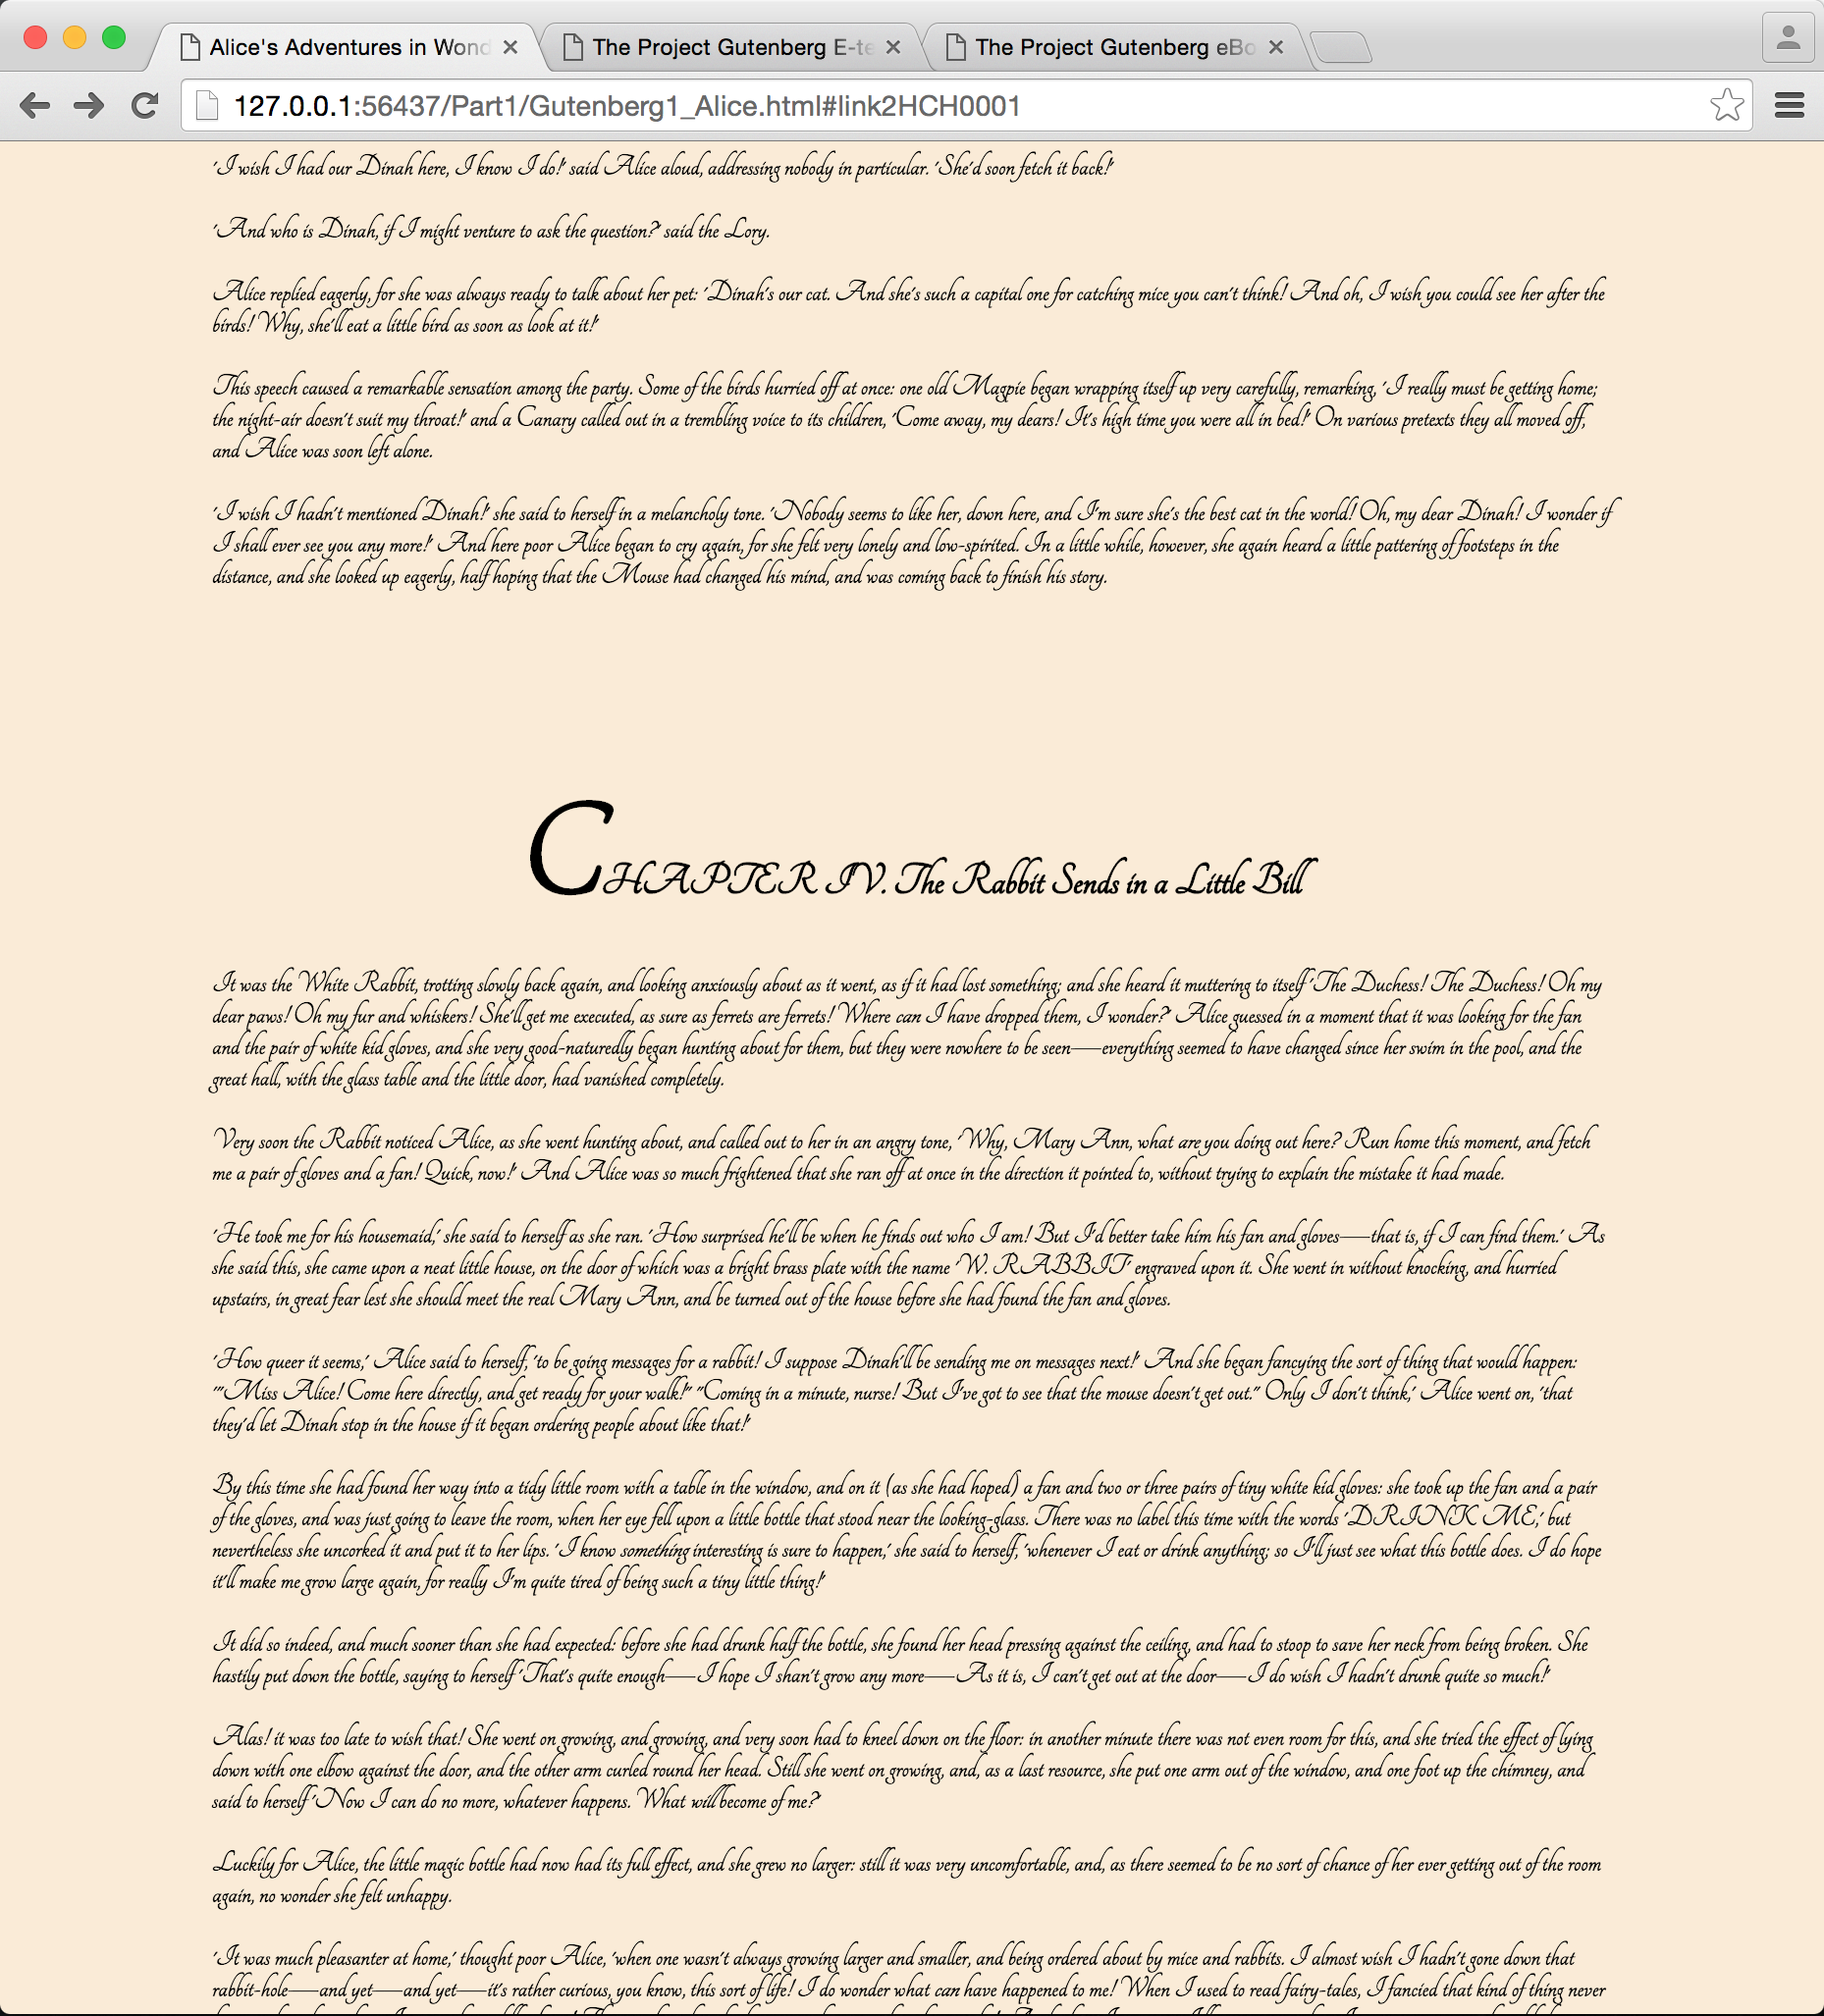 Alice's Adventures in Wond
The Project Gutenberg E-te
The Project Gutenberg eBo
127.0.0.1:56437/Part1/Gutenberg1_Alice.html#link2HCH0001
'I wish I had our Dinah here, I know I do!' said Alice aloud, addressing nobody in particular. 'She'd soon fetch it back!'
'And who is Dinah, if I might venture to ask the question?' said the Lory.
Alice replied eagerly, for she was always ready to talk about her pet: 'Dinah's our cat. And she's such a capital one for catching mice you can't think! And oh, I wish you could see her after the
birds! Why, she'll eat a little bird as soon as look at it!'
This speech caused a remarkable sensation among the party. Some of the birds hurried off at once: one old Magpie began wrapping itself up very carefully, remarking, 'I really must be getting home;
the night-air doesn't suit my throat!' and a Canary called out in a trembling voice to its children, 'Come away, my dears! It's high time you were all in bed!' On various pretexts they all moved off,
and Alice was soon left alone.
'I wish I hadn't mentioned Dinah!' she said to herself in a melancholy tone. 'Nobody seems to like her, down here, and I'm sure she's the best cat in the world! Oh, my dear Dinah! I wonder if
I shall ever see you any more!' And here poor Alice began to cry again, for she felt very lonely and low-spirited. In a little while, however, she again heard a little pattering of footsteps in the
distance, and she looked up eagerly, half hoping that the Mouse had changed his mind, and was coming back to finish his story.
CHAPTER IV. The Rabbit Sends in a Little Bill
It was the White Rabbit, trotting slowly back again, and looking anxiously about as it went, as if it had lost something; and she heard it muttering to itself 'The Duchess! The Duchess! Oh my
dear paws! Oh my fur and whiskers! She'll get me executed, as sure as ferrets are ferrets! Where can I have dropped them, I wonder?' Alice guessed in a moment that it was looking for the fan
and the pair of white kid gloves, and she very good-naturedly began hunting about for them, but they were nowhere to be seen—everything seemed to have changed since her swim in the pool, and the
great hall, with the glass table and the little door, had vanished completely.
Very soon the Rabbit noticed Alice, as she went hunting about, and called out to her in an angry tone, 'Why, Mary Ann, what are you doing out here? Run home this moment, and fetch
me a pair of gloves and a fan! Quick, now!' And Alice was so much frightened that she ran off at once in the direction it pointed to, without trying to explain the mistake it had made.
'He took me for his housemaid,' she said to herself as she ran. 'How surprised he'll be when he finds out who I am! But I'd better take him his fan and gloves—that is, if I can find them.' As
she said this, she came upon a neat little house, on the door of which was a bright brass plate with the name 'W. RABBIT' engraved upon it. She went in without knocking, and hurried
upstairs, in great fear lest she should meet the real Mary Ann, and be turned out of the house before she had found the fan and gloves.
'How queer it seems,' Alice said to herself, 'to be going messages for a rabbit! I suppose Dinah'll be sending me on messages next!' And she began fancying the sort of thing that would happen:
'"Miss Alice! Come here directly, and get ready for your walk!" "Coming in a minute, nurse! But I've got to see that the mouse doesn't get out." Only I don't think,' Alice went on, 'that
they'd let Dinah stop in the house if it began ordering people about like that!'
By this time she had found her way into a tidy little room with a table in the window, and on it (as she had hoped) a fan and two or three pairs of tiny white kid gloves: she took up the fan and a pair
of the gloves, and was just going to leave the room, when her eye fell upon a little bottle that stood near the looking-glass. There was no label this time with the words 'DRINK ME,' but
nevertheless she uncorked it and put it to her lips. 'I know something interesting is sure to happen,' she said to herself, 'whenever I eat or drink anything; so I'll just see what this bottle does. I do hope
it'll make me grow large again, for really I'm quite tired of being such a tiny little thing!'
It did so indeed, and much sooner than she had expected: before she had drunk half the bottle, she found her head pressing against the ceiling, and had to stoop to save her neck from being broken. She
hastily put down the bottle, saying to herself 'That's quite enough—I hope I shan't grow any more—As it is, I can't get out at the door—I do wish I hadn't drunk quite so much!'
Alas! it was too late to wish that! She went on growing, and growing, and very soon had to kneel down on the floor: in another minute there was not even room for this, and she tried the effect of lying
down with one elbow against the door, and the other arm curled round her head. Still she went on growing, and, as a last resource, she put one arm out of the window, and one foot up the chimney, and
said to herself 'Now I can do no more, whatever happens. What will become of me?'
Luckily for Alice, the little magic bottle had now had its full effect, and she grew no larger: still it was very uncomfortable, and, as there seemed to be no sort of chance of her ever getting out of the room
again, no wonder she felt unhappy.
'It was much pleasanter at home,' thought poor Alice, 'when one wasn't always growing larger and smaller, and being ordered about by mice and rabbits. I almost wish I hadn't gone down that
rabbit-hole—and yet—and yet—it's rather curious, you know, this sort of life! I do wonder what can have happened to me! When I used to read fairy-tales, I fancied that kind of thing never